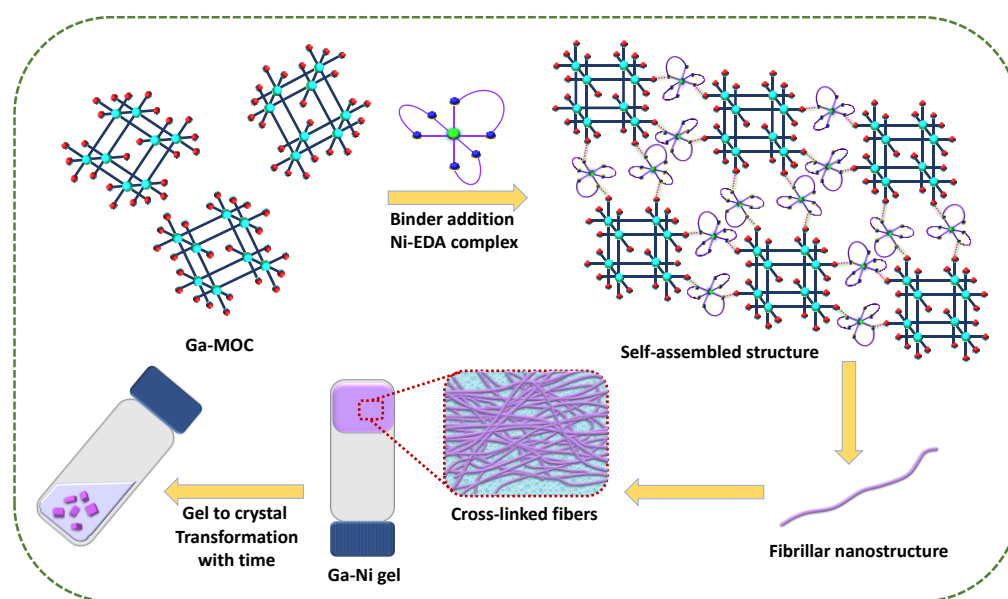 Binder addition
Ni-EDA complex
Ga-MOC
Self-assembled structure
Cross-linked fibers
Gel to crystal
Transformation
with time
Fibrillar nanostructure
Ga-Ni gel